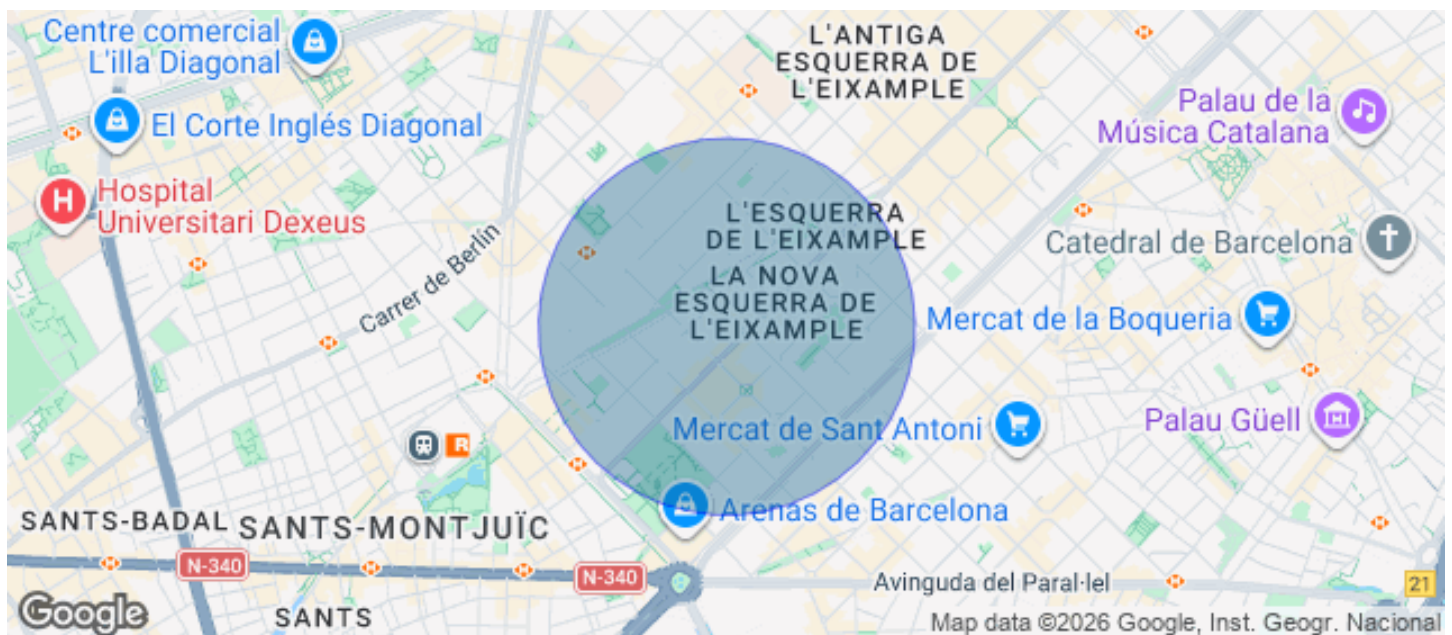 Centre comercial
L'illa Diagonal
El Corte Inglés Diagonal
H
Hospital
Universitari Dexeus
L'ANTIGA
ESQUERRA DE
L'EIXAMPLE
Palau de la
Música Catalana
L'ESQUERRA
DE L'EIXAMPLE
Catedral de Barcelona
LA NOVA
ESQUERRA DE
L'EIXAMPLE
Carrer de Berlín
Mercat de la Boqueria
Mercat de Sant Antoni
Palau Güell
R
Arenas de Barcelona
SANTS-BADAL
SANTS-MONTJUÏC
N-340
N-340
Avinguda del Paral·lel
21
Google
SANTS
Map data ©2026 Google, Inst. Geogr. Nacional